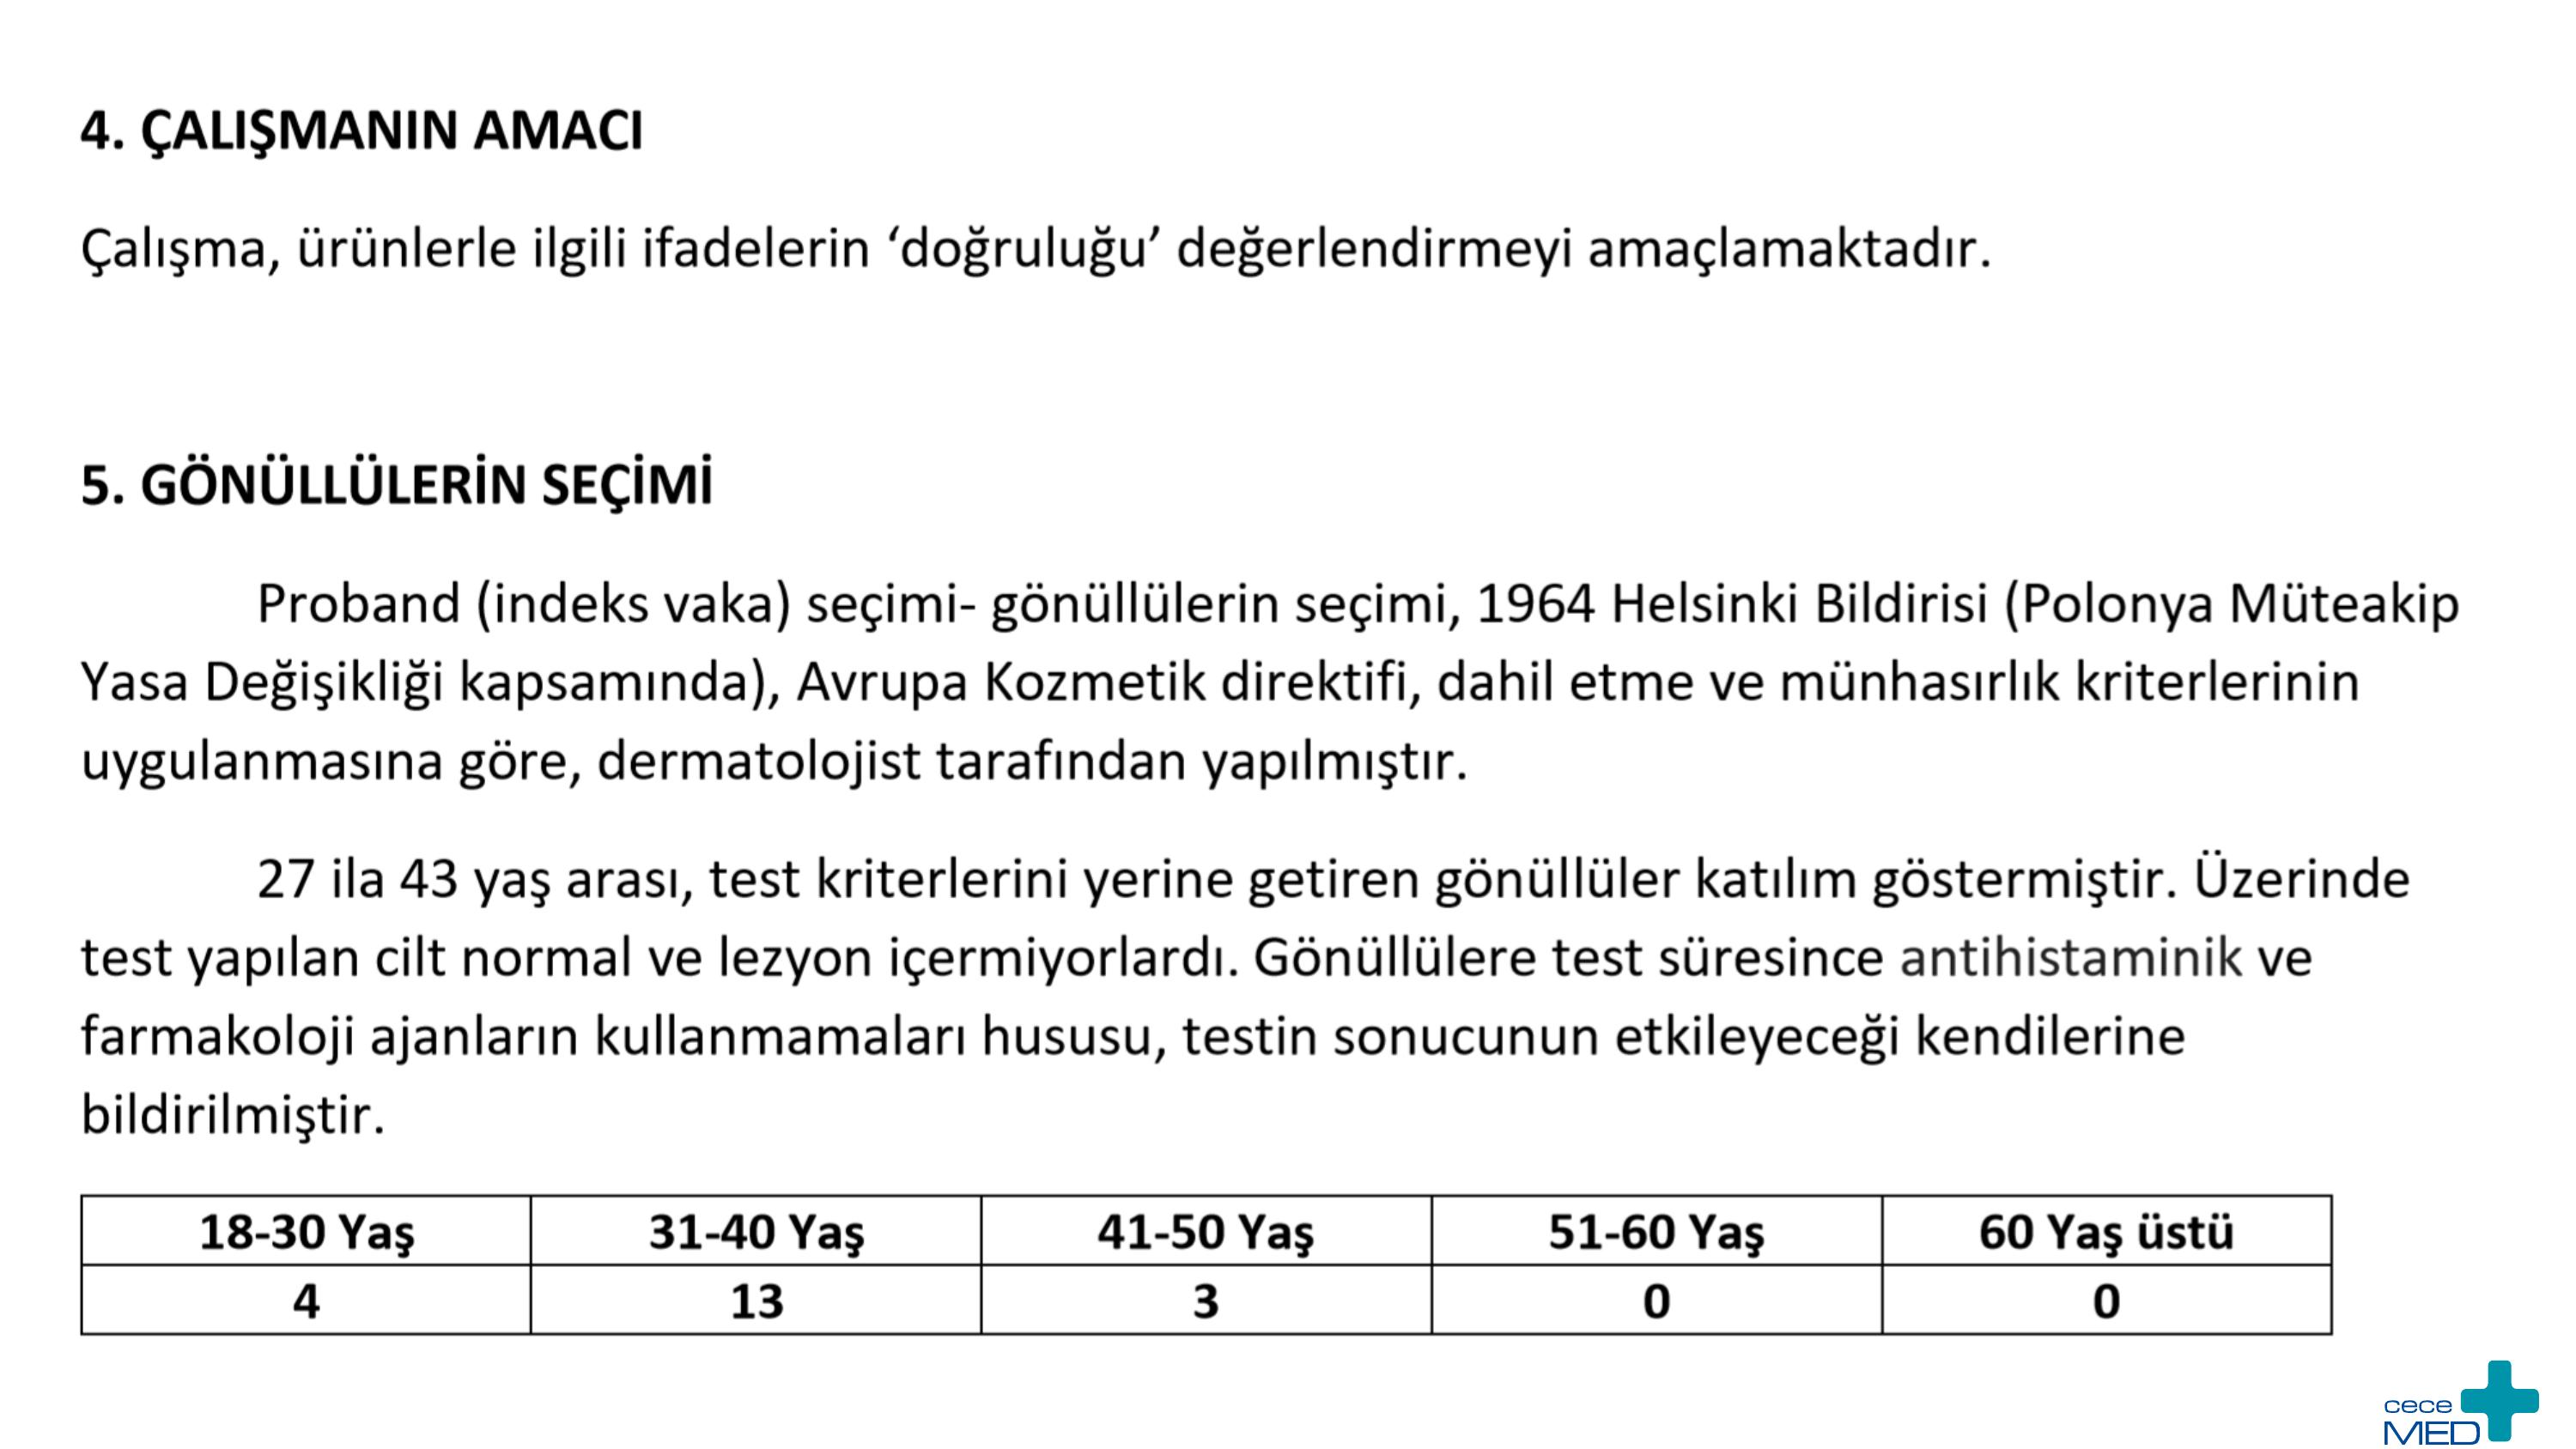 4. ÇALIŞMANIN AMACI
Çalışma, ürünlerle ilgili ifadelerin ‘doğruluğu’ değerlendirmeyi amaçlamaktadır.
5. GÖNÜLLÜLERİN SEÇİMİ
Proband (indeks vaka) seçimi- gönüllülerin seçimi, 1964 Helsinki Bildirisi (Polonya Müteakip
Yasa Değişikliği kapsamında), Avrupa Kozmetik direktifi, dahil etme ve münhasırlık kriterlerinin
uygulanmasına göre, dermatolojist tarafından yapılmıştır.
27 ila 43 yaş arası, test kriterlerini yerine getiren gönüllüler katılım göstermiştir. Üzerinde
test yapılan cilt normal ve lezyon içermiyorlardı. Gönüllülere test süresince antihistaminik ve
farmakoloji ajanların kullanmamaları hususu, testin sonucunun etkileyeceği kendilerine
bildirilmiştir.
18-30 Yaş 31-40 Yaş 41-50 Yaş 51-60 Yaş 60 Yaş üstü
4 13 3 0 0
cece
MED